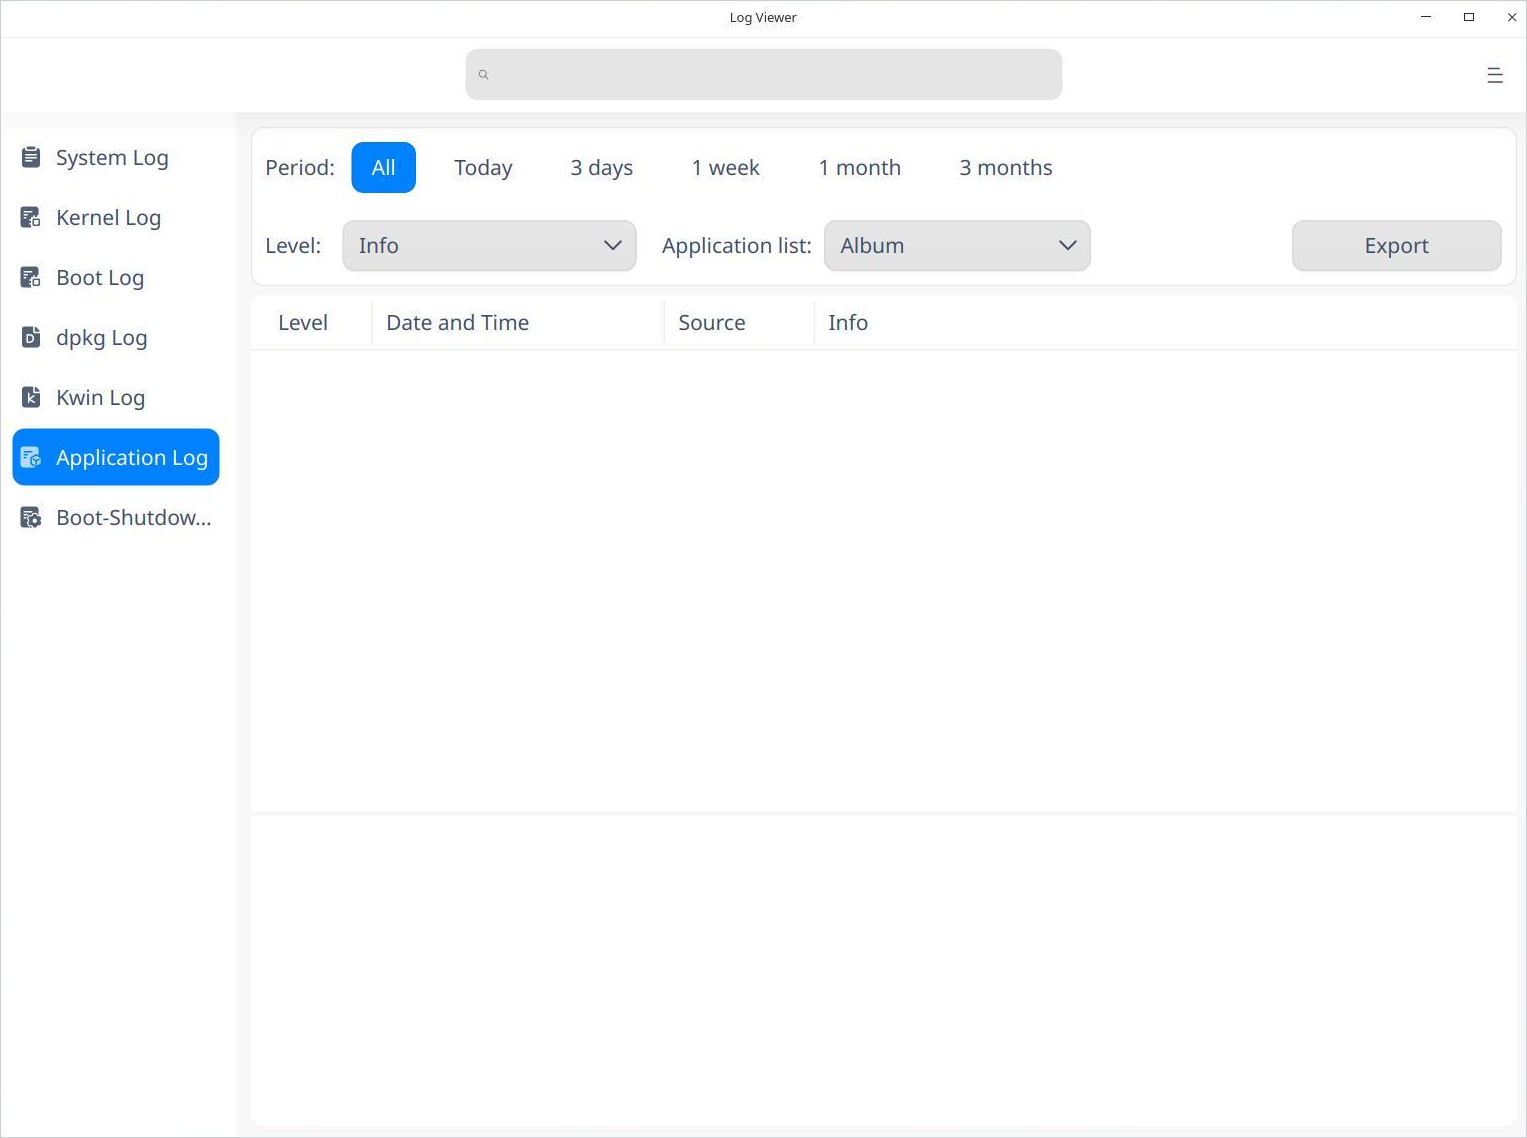 Log Viewer
System Log
Kernel Log
Boot Log
dpkg Log
Kwin Log
Application Log
Boot-Shutdow...
Period: All Today 3 days 1 week 1 month 3 months
Level: Info Application list: Album Export
Level Date and Time Source Info